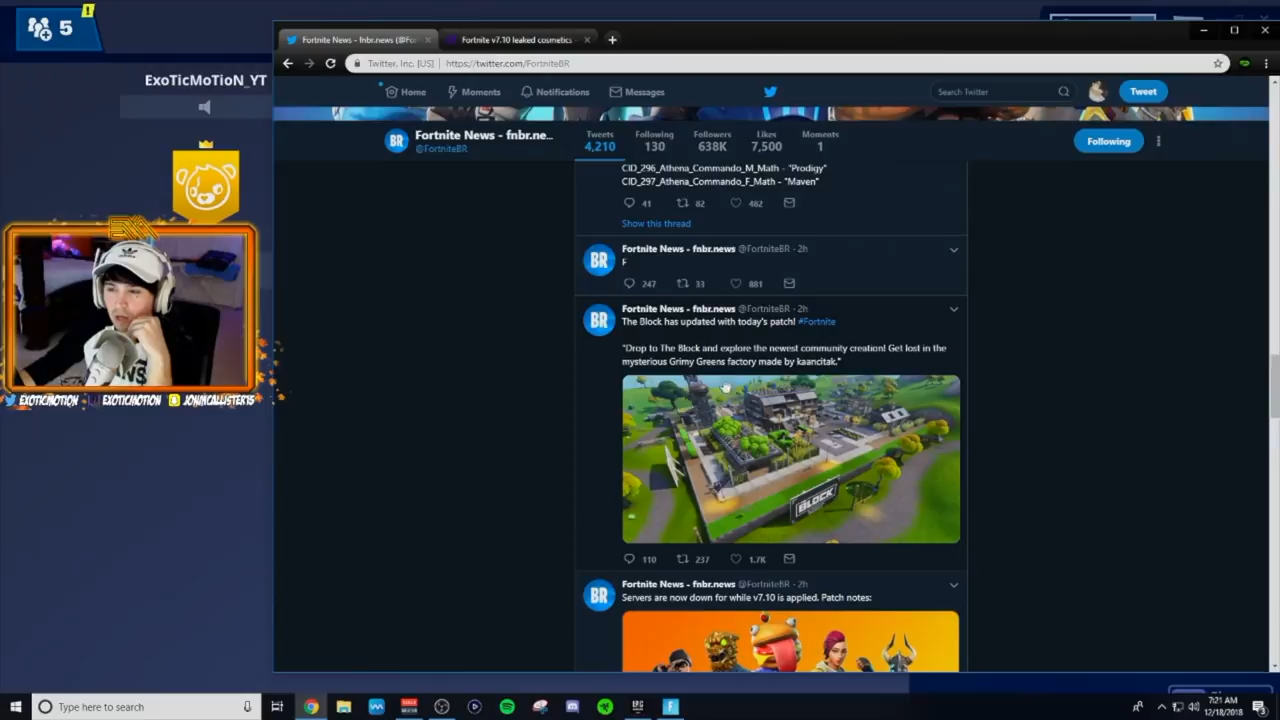 5
!
ExoTicMoTioN_YT
EXOTICMOTION EXOTICMOTION JONMCALLISTER15
Fortnite News - fnbr.news (@For
Fortnite v7.10 leaked cosmetics -
Twitter, Inc. [US] | https://twitter.com/FortniteBR
Home Moments Notifications Messages Search Twitter Tweet
BR Fortnite News - fnbr.ne...
@FortniteBR
Tweets Following Followers Likes Moments
4,210 130 638K 7,500 1
Following
CID_296_Athena_Commando_M_Math - "Prodigy"
CID_297_Athena_Commando_F_Math - "Maven"
41 82 482
Show this thread
BR Fortnite News - fnbr.news @FortniteBR · 2h
F
247 33 881
BR Fortnite News - fnbr.news @FortniteBR · 2h
The Block has updated with today's patch! #Fortnite
"Drop to The Block and explore the newest community creation! Get lost in the
mysterious Grimy Greens factory made by kaancitak."
BLOCK
110 237 1.7K
BR Fortnite News - fnbr.news @FortniteBR · 2h
Servers are now down for while v7.10 is applied. Patch notes:
Type here to search
7:21 AM
12/18/2018